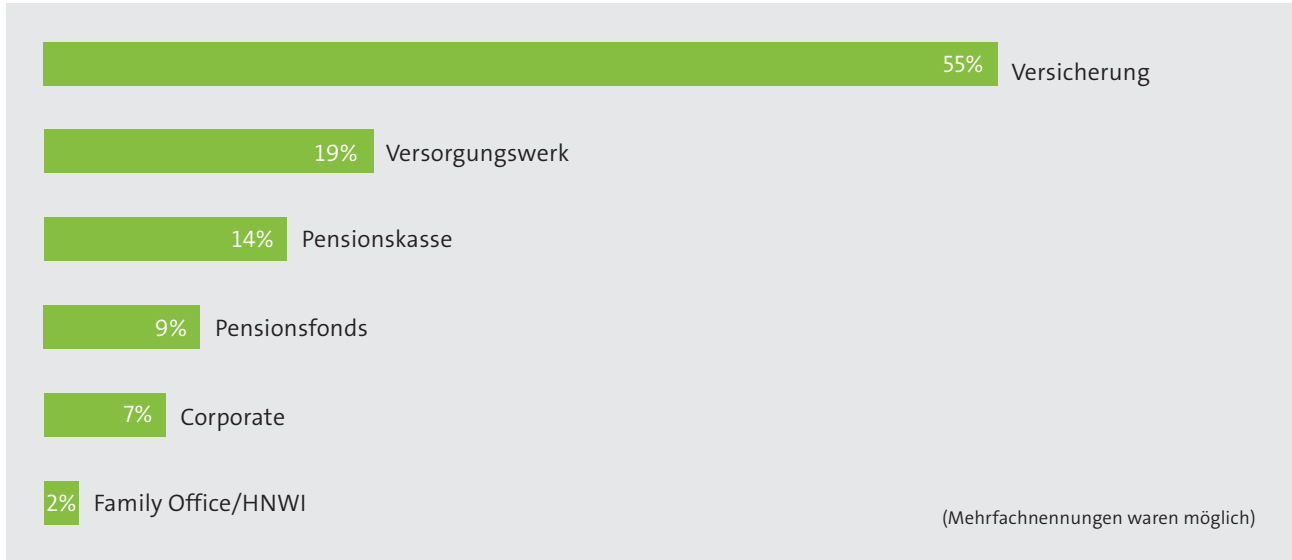 55% Versicherung
19% Versorgungswerk
14% Pensionskasse
9% Pensionsfonds
7% Corporate
2% Family Office/HNWI
(Mehrfachnennungen waren möglich)